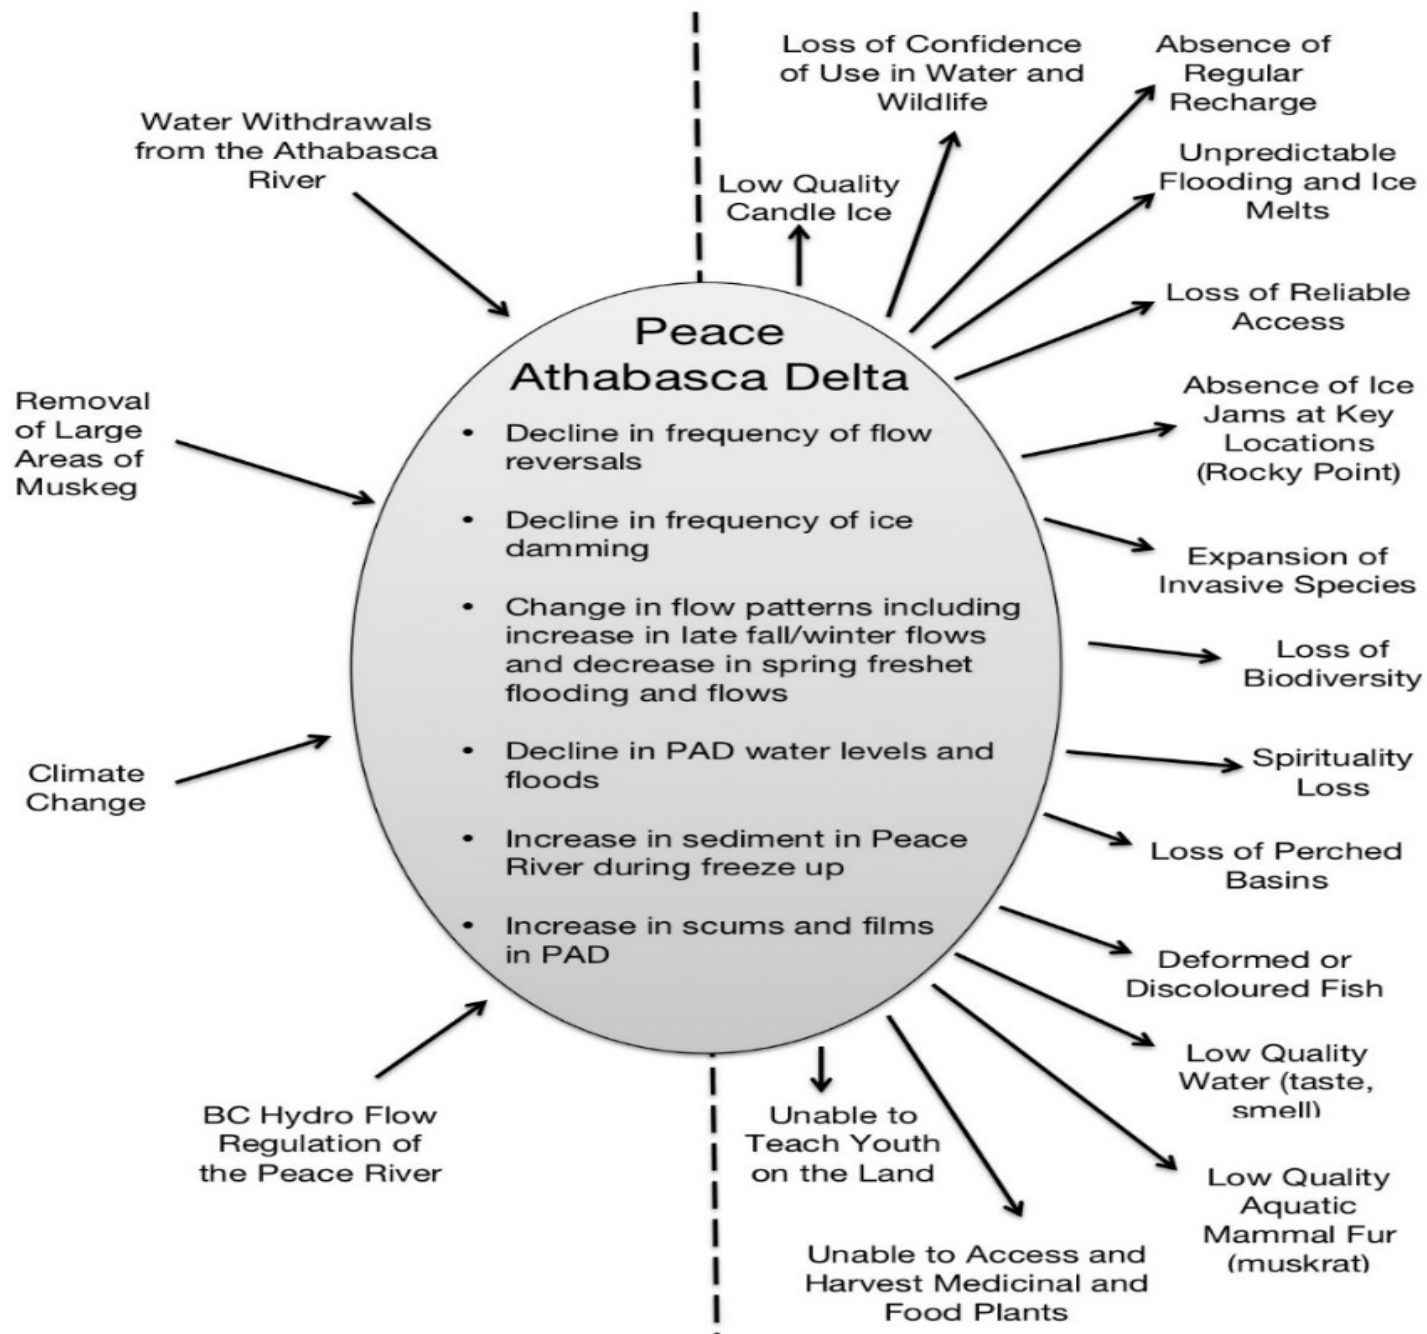 Water Withdrawals
from the Athabasca
River
Removal
of Large
Areas of
Muskeg
Climate
Change
BC Hydro Flow
Regulation of
the Peace River
Peace
Athabasca Delta
• Decline in frequency of flow
reversals
• Decline in frequency of ice
damming
• Change in flow patterns including
increase in late fall/winter flows
and decrease in spring freshet
flooding and flows
• Decline in PAD water levels and
floods
• Increase in sediment in Peace
River during freeze up
• Increase in scums and films
in PAD
Low Quality
Candle Ice
Loss of Confidence
of Use in Water and
Wildlife
Absence of
Regular
Recharge
Unpredictable
Flooding and Ice
Melts
Loss of Reliable
Access
Absence of Ice
Jams at Key
Locations
(Rocky Point)
Expansion of
Invasive Species
Loss of
Biodiversity
Spirituality
Loss
Loss of Perched
Basins
Deformed or
Discoloured Fish
Low Quality
Water (taste,
smell)
Low Quality
Aquatic
Mammal Fur
(muskrat)
Unable to Access and
Harvest Medicinal and
Food Plants
Unable to
Teach Youth
on the Land